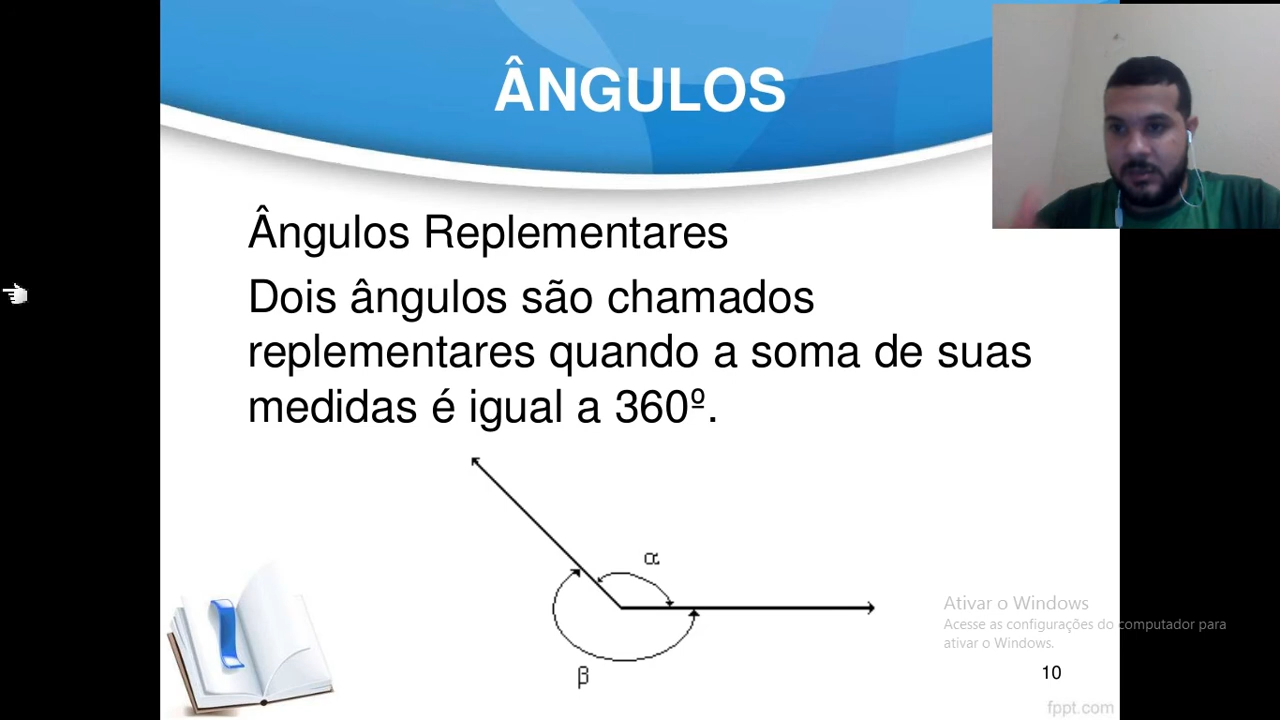 ÂNGULOS
Ângulos Replementares
Dois ângulos são chamados
replementares quando a soma de suas
medidas é igual a 360º.
α
β
Ativar o Windows
Acesse as configurações do computador para
ativar o Windows.
10
fppt.com